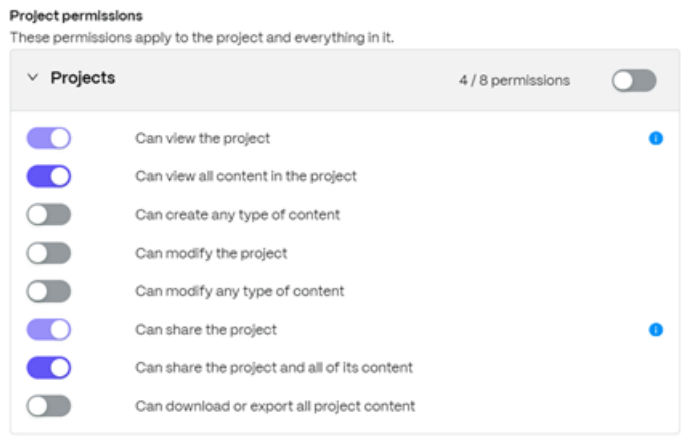 Project permissions
These permissions apply to the project and everything in it.
Projects 4 / 8 permissions
Can view the project
Can view all content in the project
Can create any type of content
Can modify the project
Can modify any type of content
Can share the project
Can share the project and all of its content
Can download or export all project content